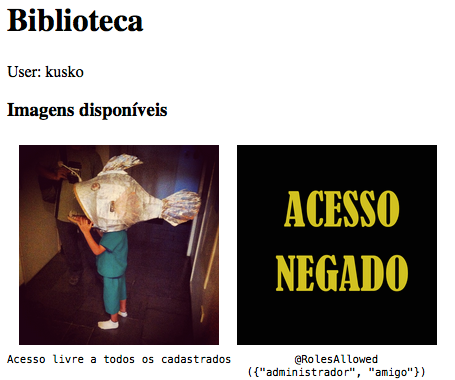 Biblioteca
User: kusko
Imagens disponíveis
ACESSO
NEGADO
Acesso livre a todos os cadastrados
@RolesAllowed
({"administrador", "amigo"})